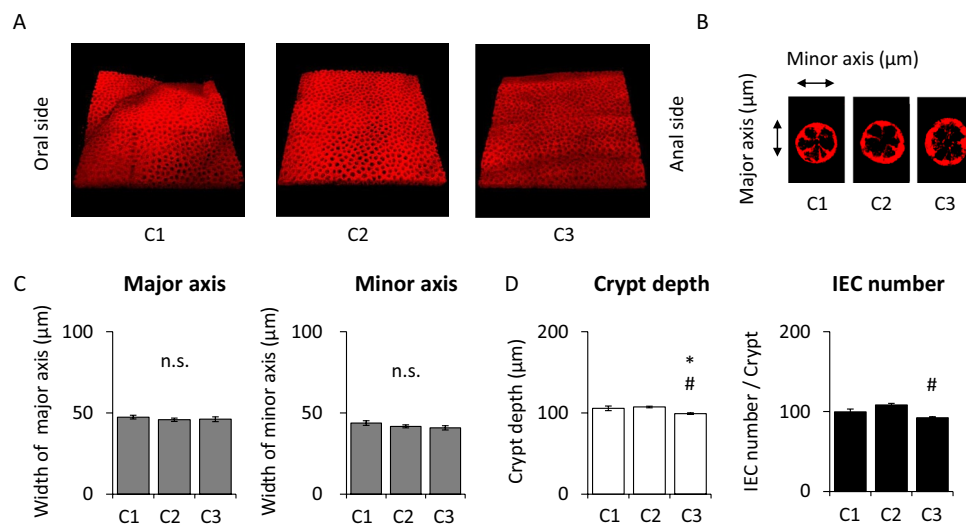 A
Oral side
C1
C2
C3
Anal side
B
Minor axis (µm)
Major axis (µm)
C1
C2
C3
C
Major axis
Width of major axis (µm)
100
50
0
n.s.
C1
C2
C3
Minor axis
Width of minor axis (µm)
100
50
0
n.s.
C1
C2
C3
D
Crypt depth
Crypt depth (µm)
200
100
0
*
#
C1
C2
C3
IEC number
IEC number / Crypt
200
100
0
#
C1
C2
C3